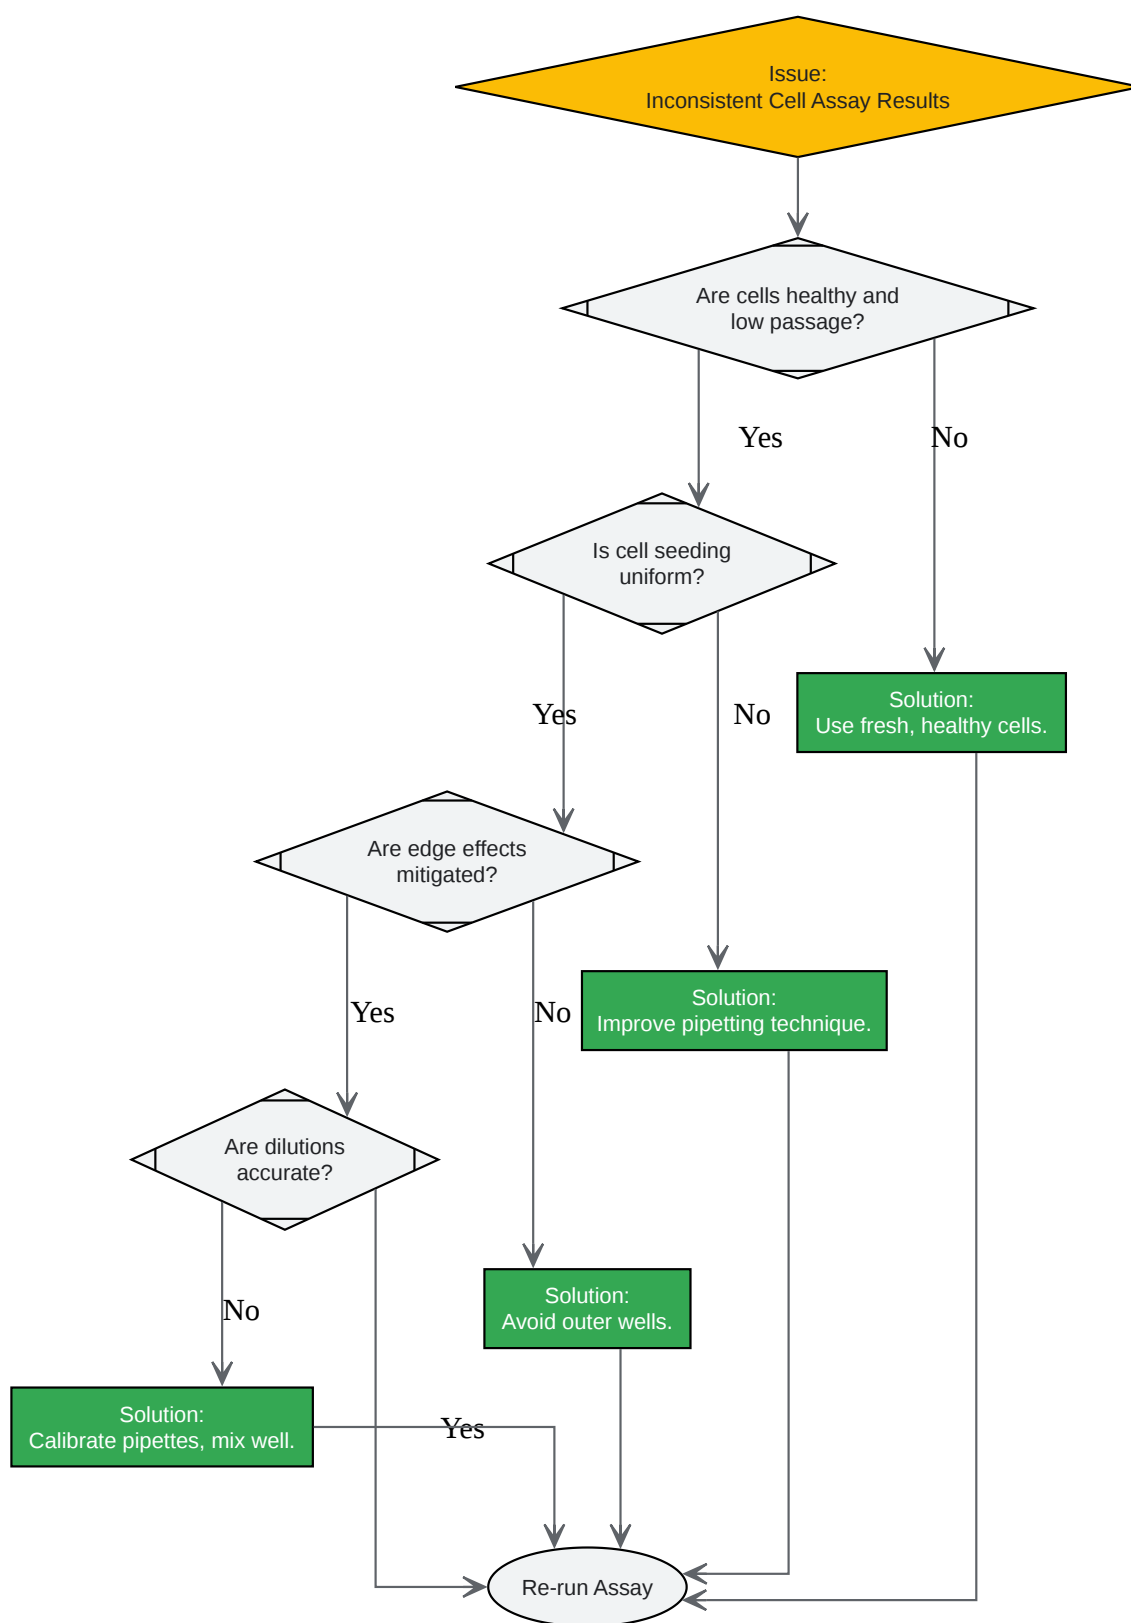 Issue:
Inconsistent Cell Assay Results
Are cells healthy and
low passage?
Yes
No
Is cell seeding
uniform?
Solution:
Use fresh, healthy cells.
Yes
No
Are edge effects
mitigated?
Solution:
Improve pipetting technique.
Yes
No
Are dilutions
accurate?
Solution:
Avoid outer wells.
No
Solution:
Calibrate pipettes, mix well.
Yes
Re-run Assay